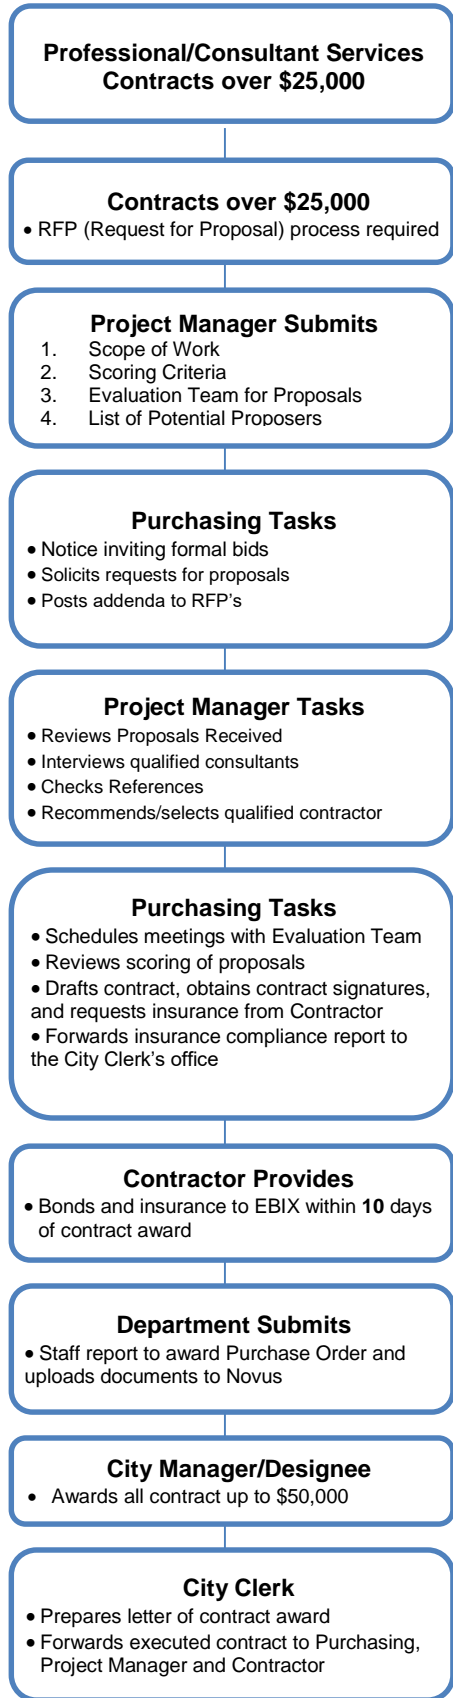 Professional/Consultant Services
Contracts over $25,000
Contracts over $25,000
• RFP (Request for Proposal) process required
Project Manager Submits
1. Scope of Work
2. Scoring Criteria
3. Evaluation Team for Proposals
4. List of Potential Proposers
Purchasing Tasks
• Notice inviting formal bids
• Solicits requests for proposals
• Posts addenda to RFP's
Project Manager Tasks
• Reviews Proposals Received
• Interviews qualified consultants
• Checks References
• Recommends/selects qualified contractor
Purchasing Tasks
• Schedules meetings with Evaluation Team
• Reviews scoring of proposals
• Drafts contract, obtains contract signatures,
and requests insurance from Contractor
• Forwards insurance compliance report to
the City Clerk's office
Contractor Provides
• Bonds and insurance to EBIX within 10 days
of contract award
Department Submits
• Staff report to award Purchase Order and
uploads documents to Novus
City Manager/Designee
• Awards all contract up to $50,000
City Clerk
• Prepares letter of contract award
• Forwards executed contract to Purchasing,
Project Manager and Contractor